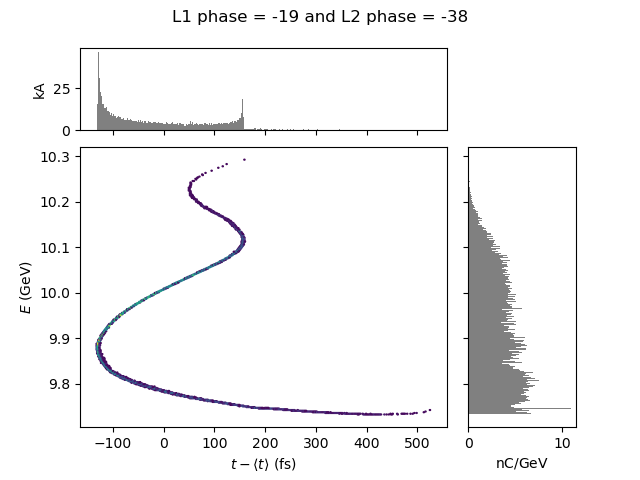 L1 phase = -19 and L2 phase = -38
25
0
kA
10.3
10.2
10.1
10.0
9.9
9.8
E (GeV)
−100 0 100 200 300 400 500
t − ⟨t⟩ (fs)
0 10
nC/GeV